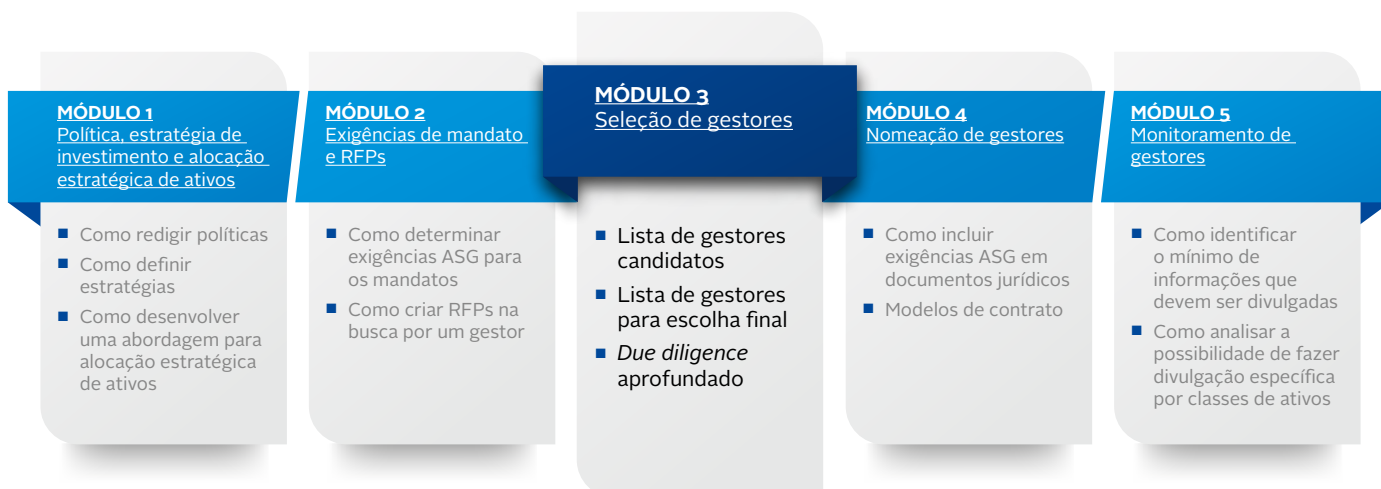 MÓDULO 1
Política, estratégia de
investimento e alocação
estratégica de ativos
■ Como redigir políticas
■ Como definir
estratégias
■ Como desenvolver
uma abordagem para
alocação estratégica
de ativos
MÓDULO 2
Exigências de mandato
e RFPs
■ Como determinar
exigências ASG para
os mandatos
■ Como criar RFPs na
busca por um gestor
MÓDULO 3
Seleção de gestores
■ Lista de gestores
candidatos
■ Lista de gestores
para escolha final
■ Due diligence
aprofundado
MÓDULO 4
Nomeação de gestores
■ Como incluir
exigências ASG em
documentos jurídicos
■ Modelos de contrato
MÓDULO 5
Monitoramento de
gestores
■ Como identificar
o mínimo de
informações que
devem ser divulgadas
■ Como analisar a
possibilidade de fazer
divulgação específica
por classes de ativos